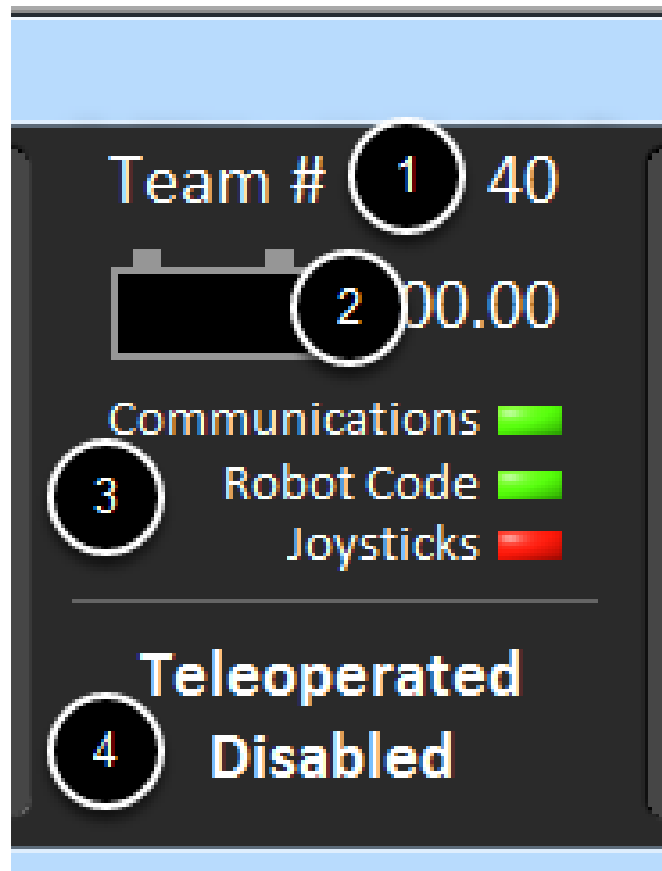 Team # 1 40
2 00.00
Communications
3 Robot Code
Joysticks
Teleoperated
4 Disabled